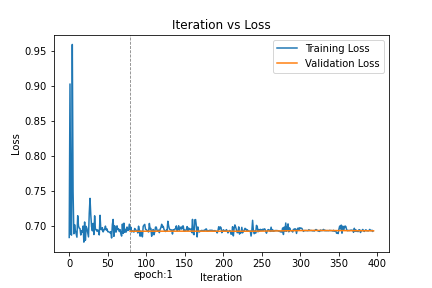 Iteration vs Loss
Training Loss
Validation Loss
Loss
0.95
0.90
0.85
0.80
0.75
0.70
0 50 100 150 200 250 300 350 400
epoch:1
Iteration